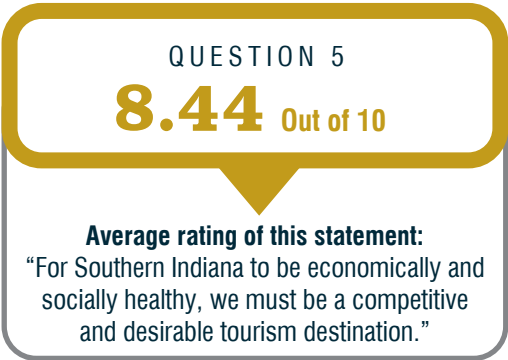 QUESTION 5
8.44 Out of 10
Average rating of this statement:
“For Southern Indiana to be economically and
socially healthy, we must be a competitive
and desirable tourism destination.”